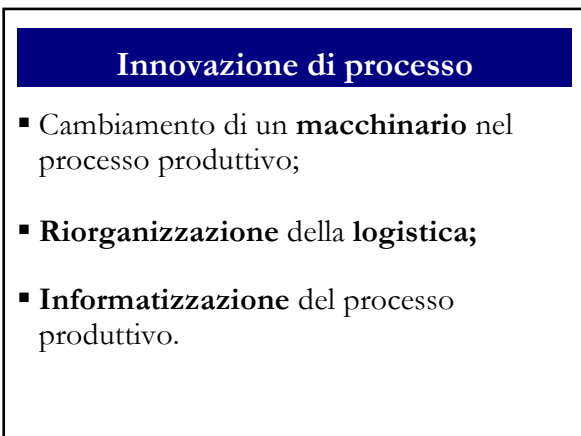 Innovazione di processo
▪ Cambiamento di un macchinario nel
processo produttivo;
▪ Riorganizzazione della logistica;
▪ Informatizzazione del processo
produttivo.